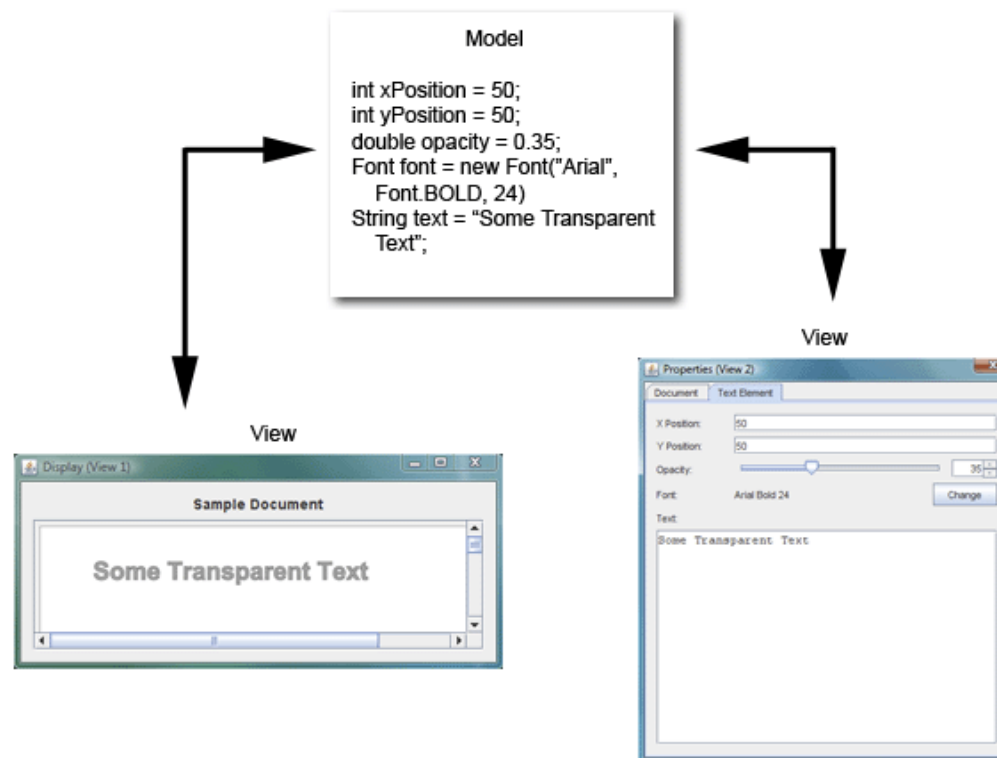 Model
int xPosition = 50;
int yPosition = 50;
double opacity = 0.35;
Font font = new Font("Arial",
Font.BOLD, 24)
String text = “Some Transparent
Text”;
View
Display (View 1)
Sample Document
Some Transparent Text
View
Properties (View 2)
Document Text Element
X Position: 50
Y Position: 50
Opacity: 35
Font: Arial Bold 24 Change
Text:
Some Transparent Text